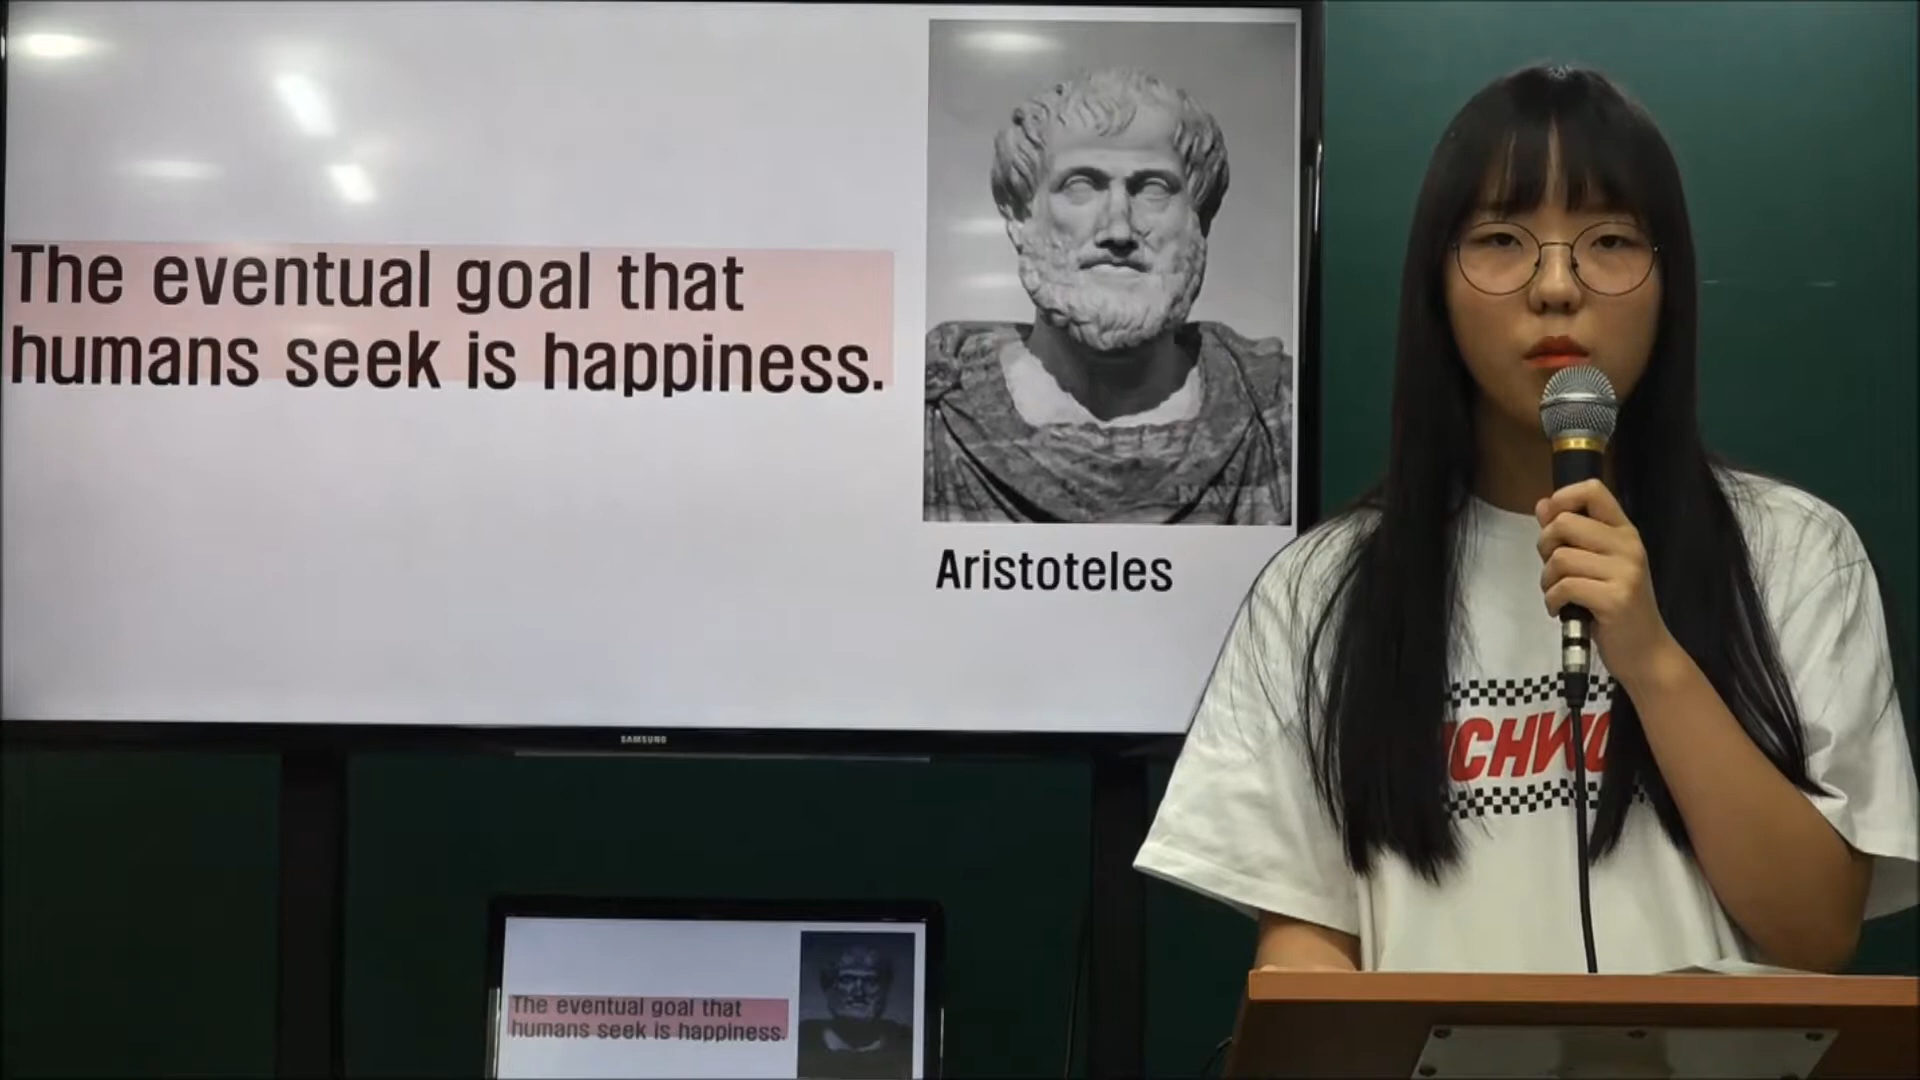 The eventual goal that
humans seek is happiness.
Aristoteles
SAMSUNG
The eventual goal that
humans seek is happiness.